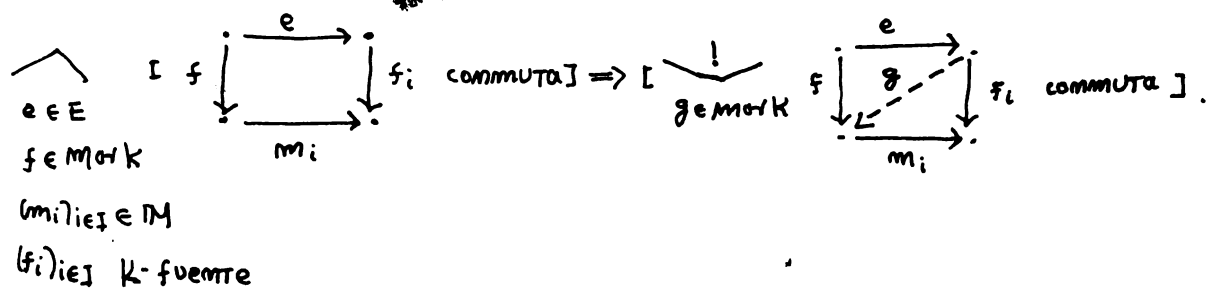 e e
[ f f_i commuta] ⇒ [ ! f g f_i commuta ].
e ∈ E g ∈ mor K
m_i m_i
f ∈ Mor K
(m_i)_{i∈I} ∈ 𝕄
(f_i)_{i∈I} K-fuente